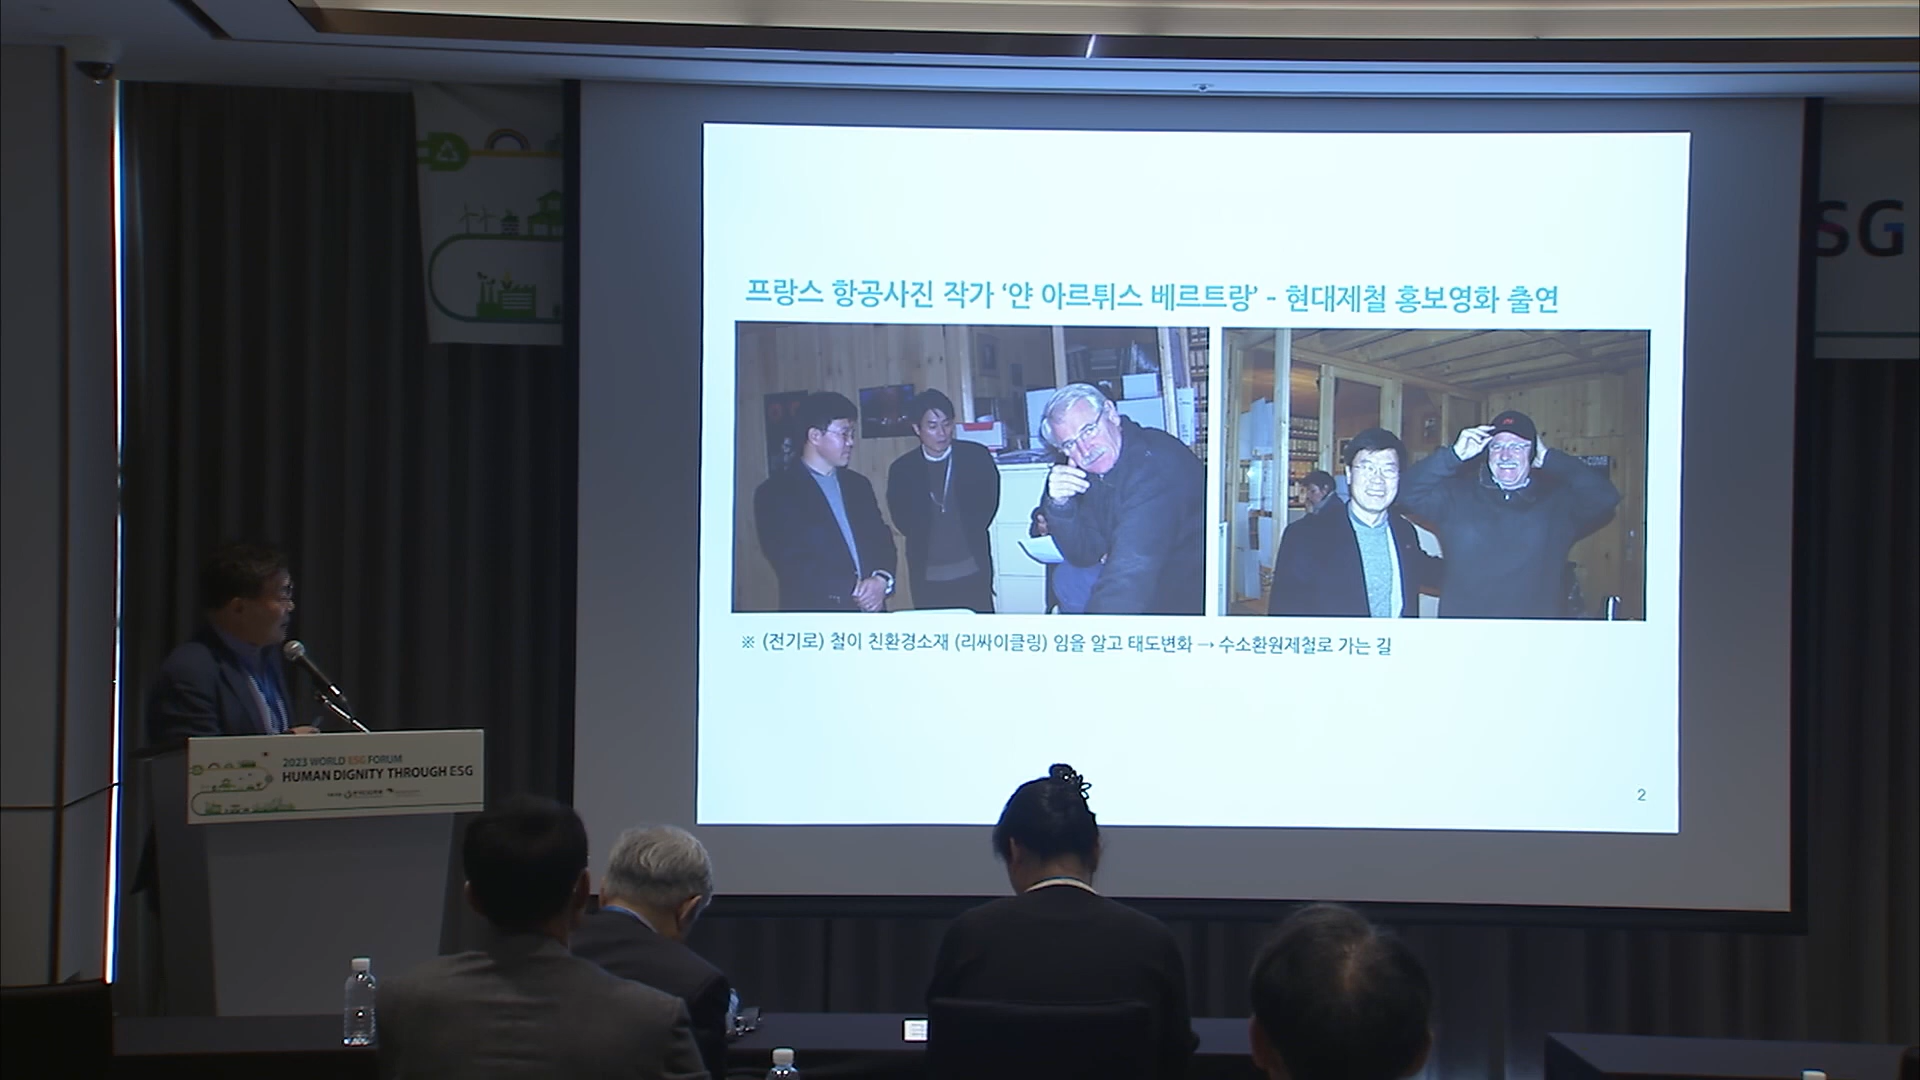 프랑스 항공사진 작가 ‘얀 아르튀스 베르트랑’ - 현대제철 홍보영화 출연
※ (전기로) 철이 친환경소재 (리싸이클링) 임을 알고 태도변화 → 수소환원제철로 가는 길
2
SG
2023 WORLD ESG FORUM
HUMAN DIGNITY THROUGH ESG